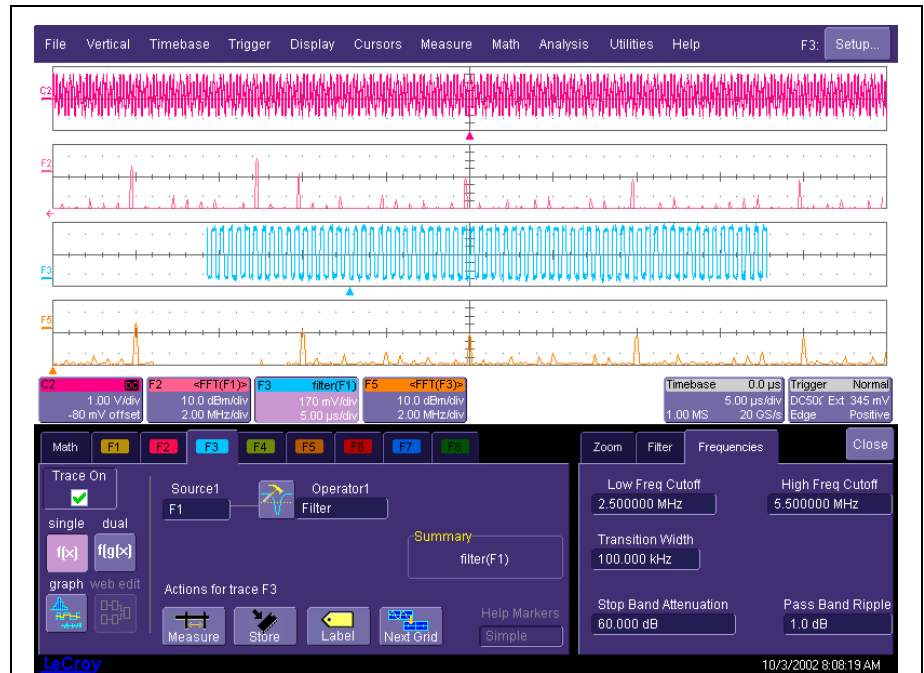 File Vertical Timebase Trigger Display Cursors Measure Math Analysis Utilities Help F3: Setup...
C2
F2
F3
F5
C2 DC F2 <FFT(F1)> F3 filter(F1) F5 <FFT(F3)> Timebase 0.0 µs Trigger Normal
1.00 V/div 10.0 dBm/div 170 mV/div 10.0 dBm/div 5.00 µs/div Ext 345 mV
-80 mV offset 2.00 MHz/div 5.00 µs/div 2.00 MHz/div 1.00 MS 20 GS/s Edge Positive
Math F1 F2 F3 F4 F5 F6 F7 F8 Zoom Filter Frequencies Close
Trace On
Source1 Operator1
F1 Filter
single dual
f(x) f(g(x))
Summary
filter(F1)
graph web edit
Actions for trace F3
Measure Store Label Next Grid
Help Markers
Simple
Low Freq Cutoff High Freq Cutoff
2.500000 MHz 5.500000 MHz
Transition Width
100.000 kHz
Stop Band Attenuation Pass Band Ripple
60.000 dB 1.0 dB
LeCroy 10/3/2002 8:08:19 AM